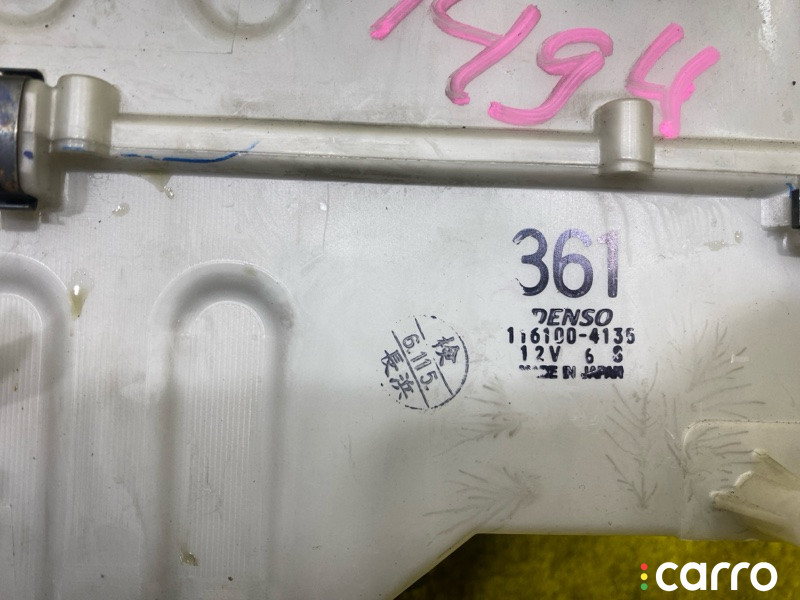 1494
361
DENSO
116100-4135
12V 6 S
MADE IN JAPAN
検
6.11.5.
長浜
carro